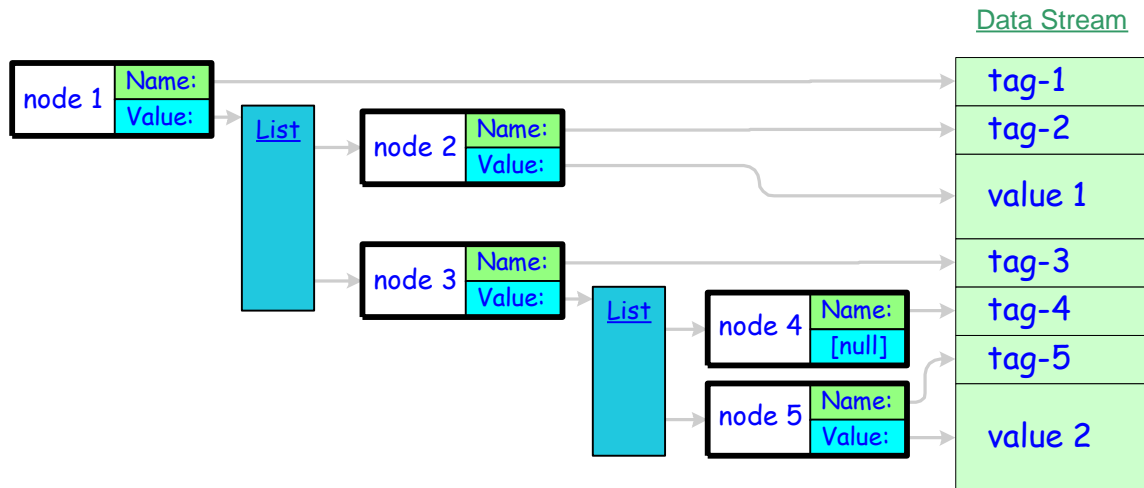 Data Stream
node 1
Name:
Value:
List
node 2
Name:
Value:
node 3
Name:
Value:
List
node 4
Name:
[null]
node 5
Name:
Value:
tag-1
tag-2
value 1
tag-3
tag-4
tag-5
value 2